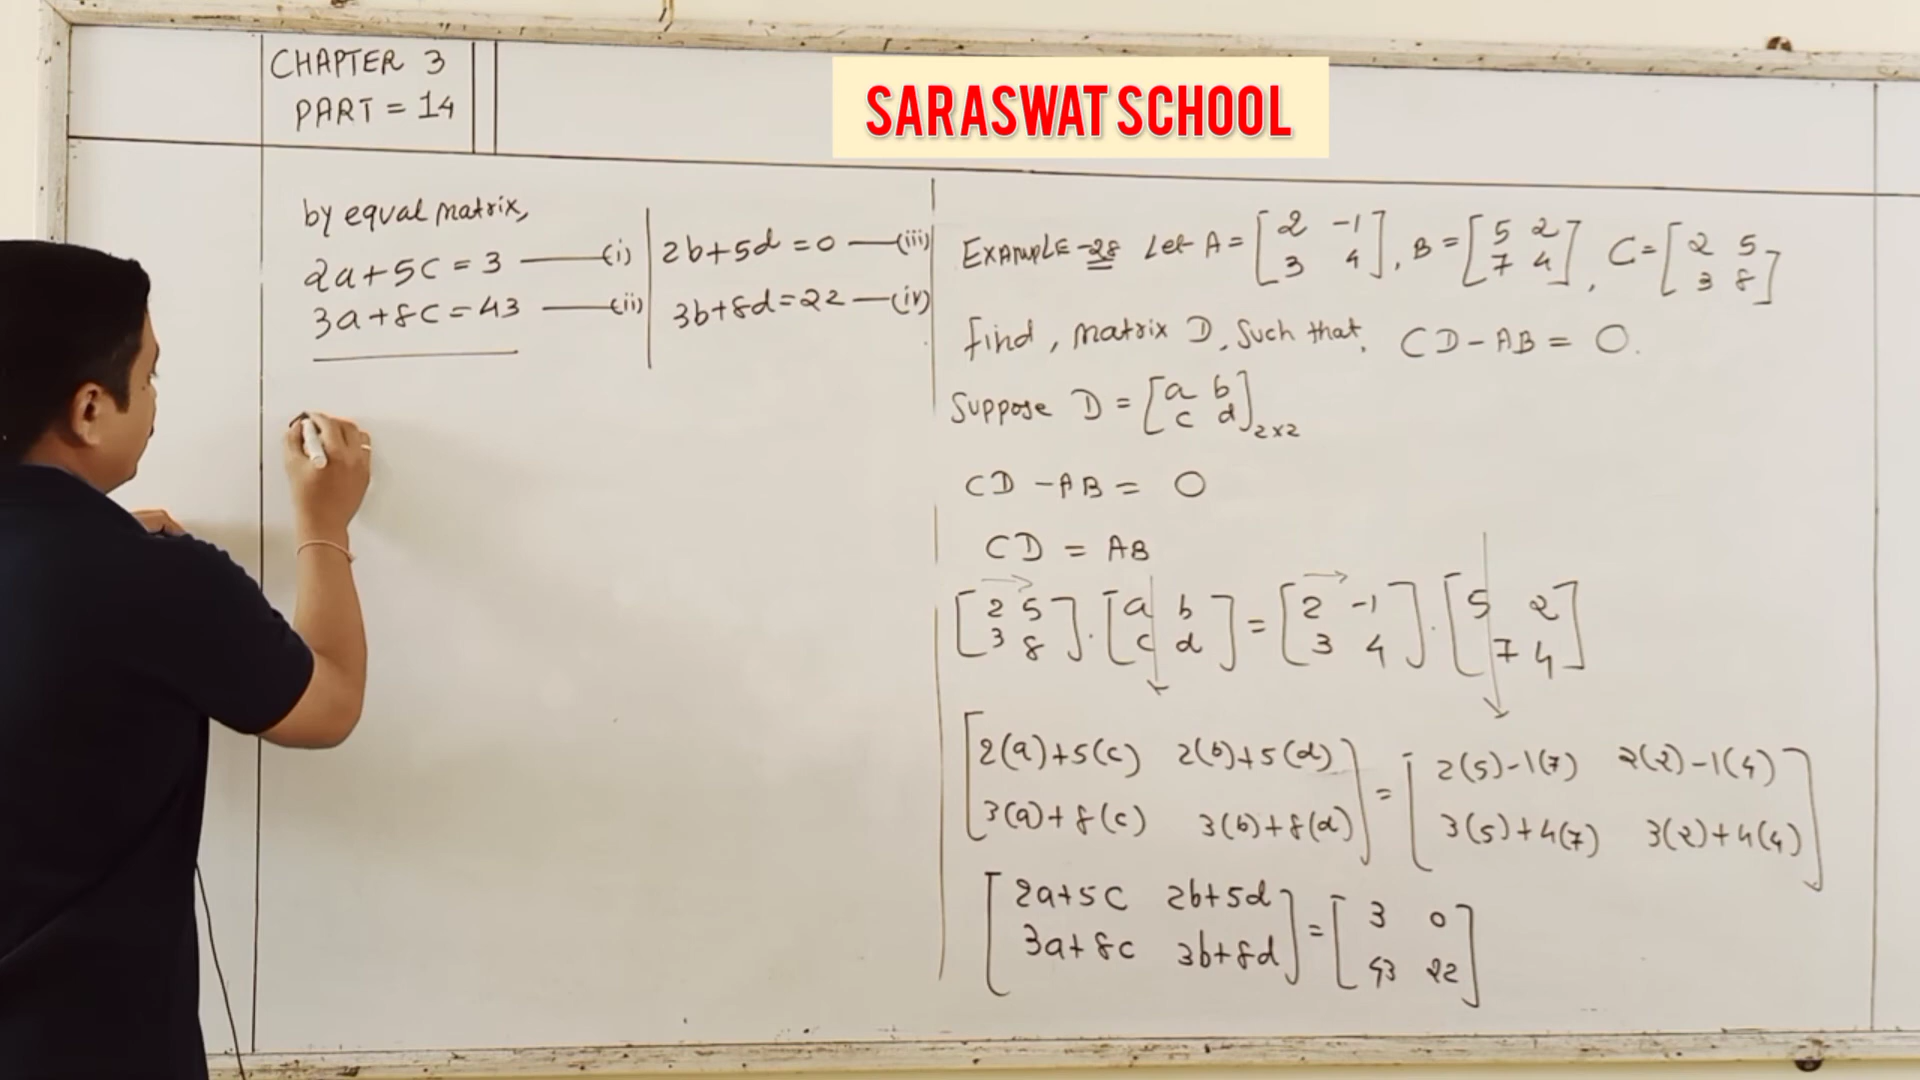 CHAPTER 3
PART = 14
SARASWAT SCHOOL
by equal matrix,
2a+5c = 3 —(i) | 2b+5d = 0 —(iii)
3a+8c = 43 —(ii) | 3b+8d = 22 —(iv)
EXAMPLE-28 Let A = [2 -1 3 4], B = [5 2 7 4], C = [2 5 3 8]
find, matrix D, such that, CD-AB = O.
Suppose D = [a b c d]2x2
CD - AB = O
CD = AB
[2 5 3 8] . [a b c d] = [2 -1 3 4] . [5 2 7 4]
[2(a)+5(c) 2(b)+5(d) = [2(5)-1(7) 2(2)-1(4)
3(a)+8(c) 3(b)+8(d)] 3(5)+4(7) 3(2)+4(4)]
[2a+5c 2b+5d = [3 0
3a+8c 3b+8d] 43 22]